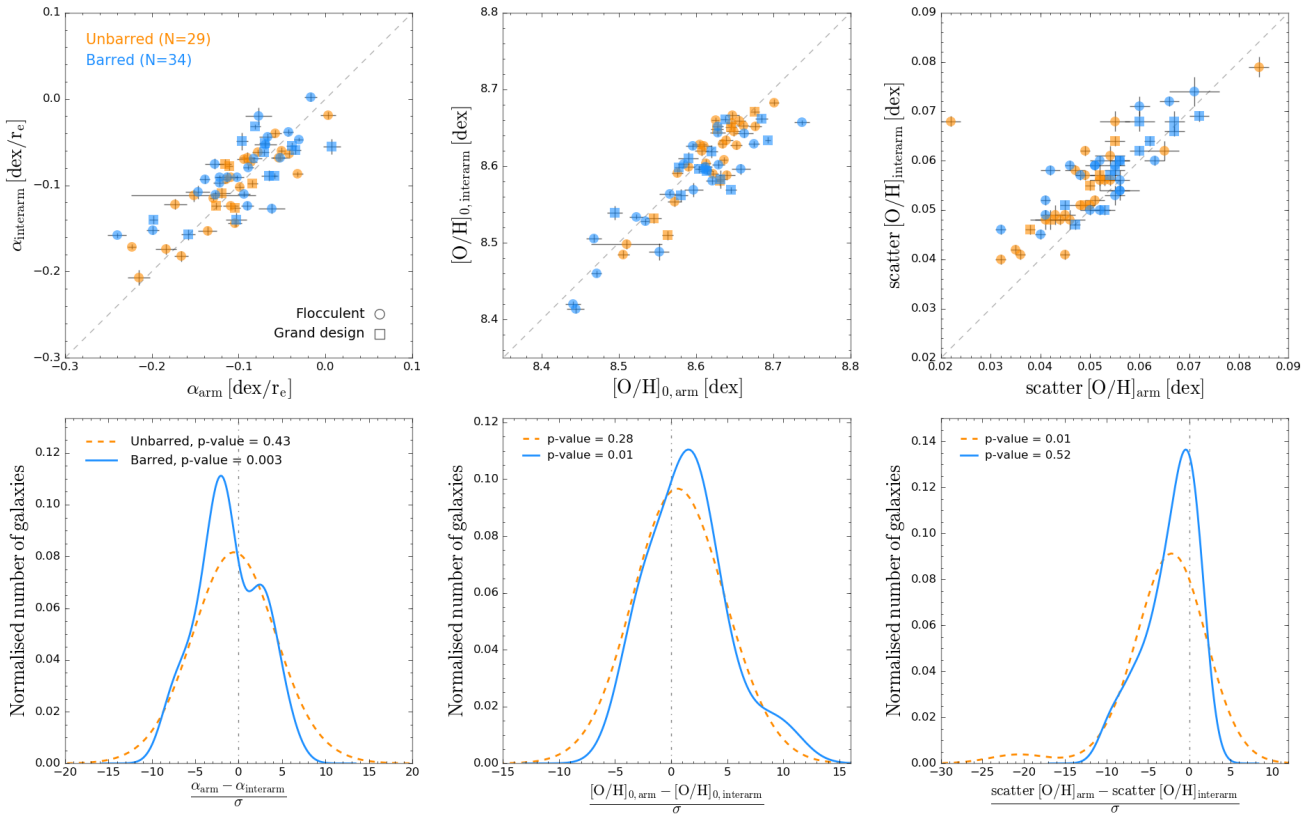 Unbarred (N=29)
Barred (N=34)
Flocculent
Grand design
0.1
0.0
−0.1
−0.2
−0.3
α_interarm [dex/r_e]
−0.3 −0.2 −0.1 0.0 0.1
α_arm [dex/r_e]
8.8
8.7
8.6
8.5
8.4
[O/H]_0, interarm [dex]
8.4 8.5 8.6 8.7 8.8
[O/H]_0, arm [dex]
0.09
0.08
0.07
0.06
0.05
0.04
0.03
0.02
scatter [O/H]_interarm [dex]
0.02 0.03 0.04 0.05 0.06 0.07 0.08 0.09
scatter [O/H]_arm [dex]
Unbarred, p-value = 0.43
Barred, p-value = 0.003
0.12
0.10
0.08
0.06
0.04
0.02
0.00
Normalised number of galaxies
−20 −15 −10 −5 0 5 10 15 20
α_arm − α_interarm
σ
p-value = 0.28
p-value = 0.01
0.12
0.10
0.08
0.06
0.04
0.02
0.00
Normalised number of galaxies
−15 −10 −5 0 5 10 15
[O/H]_0, arm − [O/H]_0, interarm
σ
p-value = 0.01
p-value = 0.52
0.14
0.12
0.10
0.08
0.06
0.04
0.02
0.00
Normalised number of galaxies
−30 −25 −20 −15 −10 −5 0 5 10
scatter [O/H]_arm − scatter [O/H]_interarm
σ